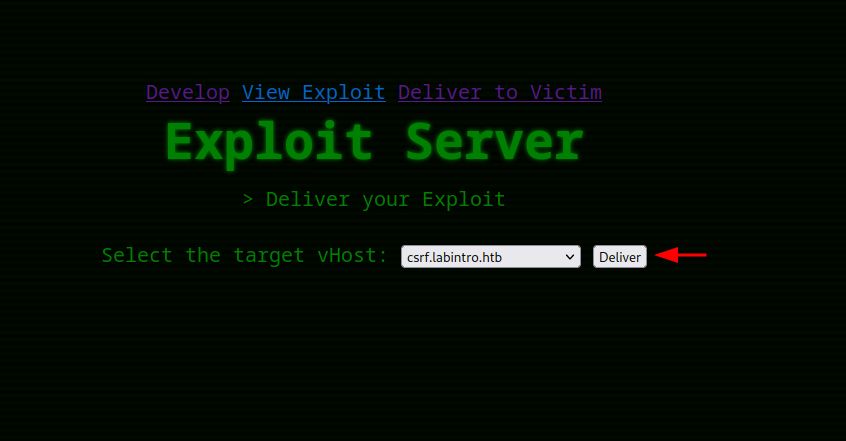 Develop View Exploit Deliver to Victim
Exploit Server
> Deliver your Exploit
Select the target vHost: csrf.labintro.htb Deliver